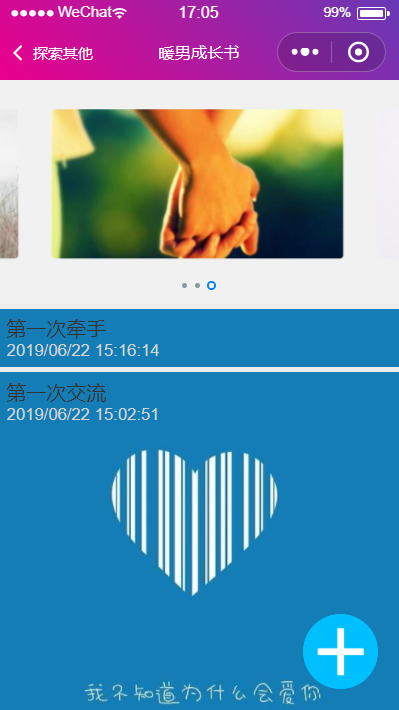 WeChat 17:05 99%
探索其他 暖男成长书
第一次牵手
2019/06/22 15:16:14
第一次交流
2019/06/22 15:02:51
我不知道为什么会爱你